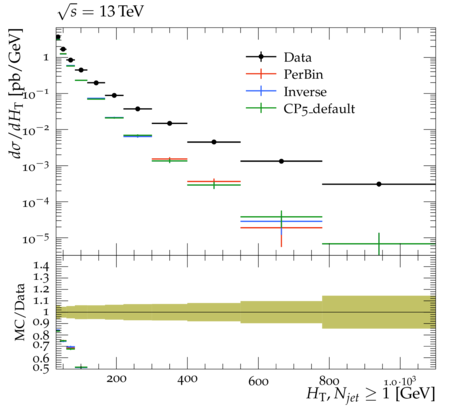 √s = 13 TeV
dσ/dH_T [pb/GeV]
1
10⁻¹
10⁻²
10⁻³
10⁻⁴
10⁻⁵
Data
PerBin
Inverse
CP5_default
MC/Data
1.4
1.3
1.2
1.1
1
0.9
0.8
0.7
0.6
0.5
200
400
600
800
1.0·10³
H_T, N_jet ≥ 1 [GeV]